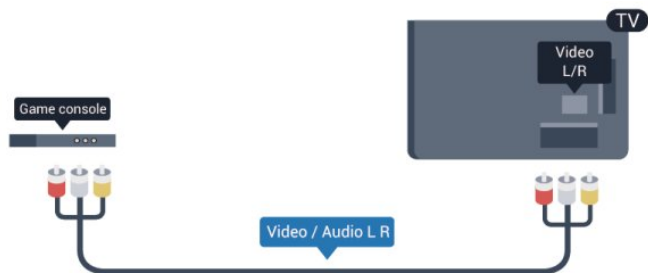 TV
Video
L/R
Game console
Video / Audio L R